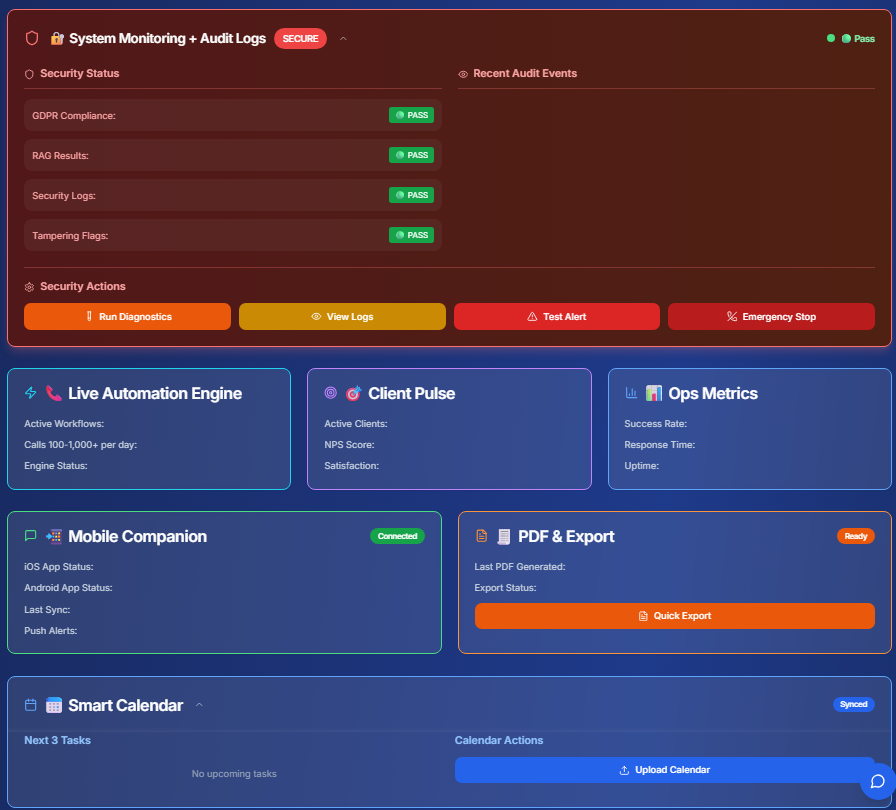 System Monitoring + Audit Logs SECURE Pass
Security Status
GDPR Compliance: PASS
RAG Results: PASS
Security Logs: PASS
Tampering Flags: PASS
Recent Audit Events
Security Actions
Run Diagnostics View Logs Test Alert Emergency Stop
Live Automation Engine
Active Workflows:
Calls 100-1,000+ per day:
Engine Status:
Client Pulse
Active Clients:
NPS Score:
Satisfaction:
Ops Metrics
Success Rate:
Response Time:
Uptime:
Mobile Companion Connected
iOS App Status:
Android App Status:
Last Sync:
Push Alerts:
PDF & Export Ready
Last PDF Generated:
Export Status:
Quick Export
Smart Calendar Synced
Next 3 Tasks
No upcoming tasks
Calendar Actions
Upload Calendar